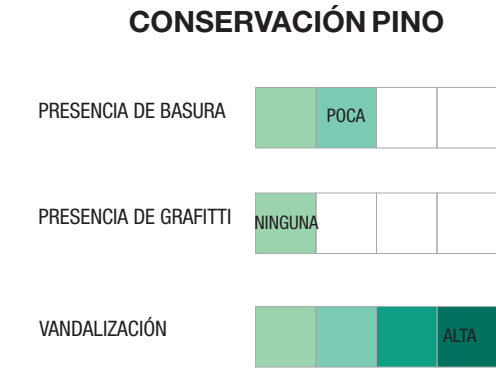 CONSERVACIÓN PINO
PRESENCIA DE BASURA POCA
PRESENCIA DE GRAFITTI NINGUNA
VANDALIZACIÓN ALTA